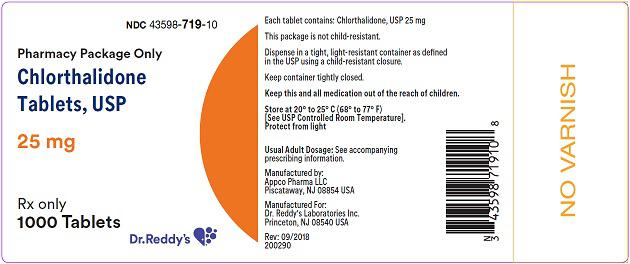 NDC 43598-719-10
Pharmacy Package Only
Chlorthalidone
Tablets, USP
25 mg
Rx only
1000 Tablets
Dr.Reddy's
Each tablet contains: Chlorthalidone, USP 25 mg
This package is not child-resistant.
Dispense in a tight, light-resistant container as defined
in the USP using a child-resistant closure.
Keep container tightly closed.
Keep this and all medication out of the reach of children.
Store at 20° to 25° C (68° to 77° F)
[See USP Controlled Room Temperature].
Protect from light
Usual Adult Dosage: See accompanying
prescribing information.
Manufactured by:
Appco Pharma LLC
Piscataway, NJ 08854 USA
Manufactured For:
Dr. Reddy's Laboratories Inc.
Princeton, NJ 08540 USA
Rev: 09/2018
200290
N
3 43598 71910 8
NO VARNISH